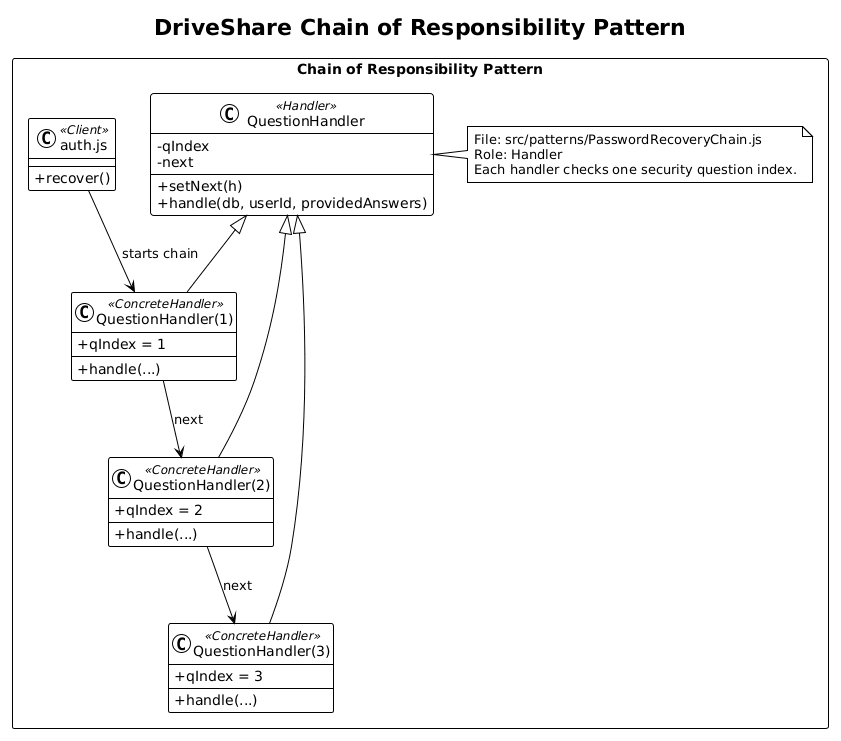 DriveShare Chain of Responsibility Pattern
Chain of Responsibility Pattern
C
«Client»
auth.js
+recover()
C
«Handler»
QuestionHandler
-qIndex
-next
+setNext(h)
+handle(db, userId, providedAnswers)
File: src/patterns/PasswordRecoveryChain.js
Role: Handler
Each handler checks one security question index.
starts chain
C
«ConcreteHandler»
QuestionHandler(1)
+qIndex = 1
+handle(...)
next
C
«ConcreteHandler»
QuestionHandler(2)
+qIndex = 2
+handle(...)
next
C
«ConcreteHandler»
QuestionHandler(3)
+qIndex = 3
+handle(...)